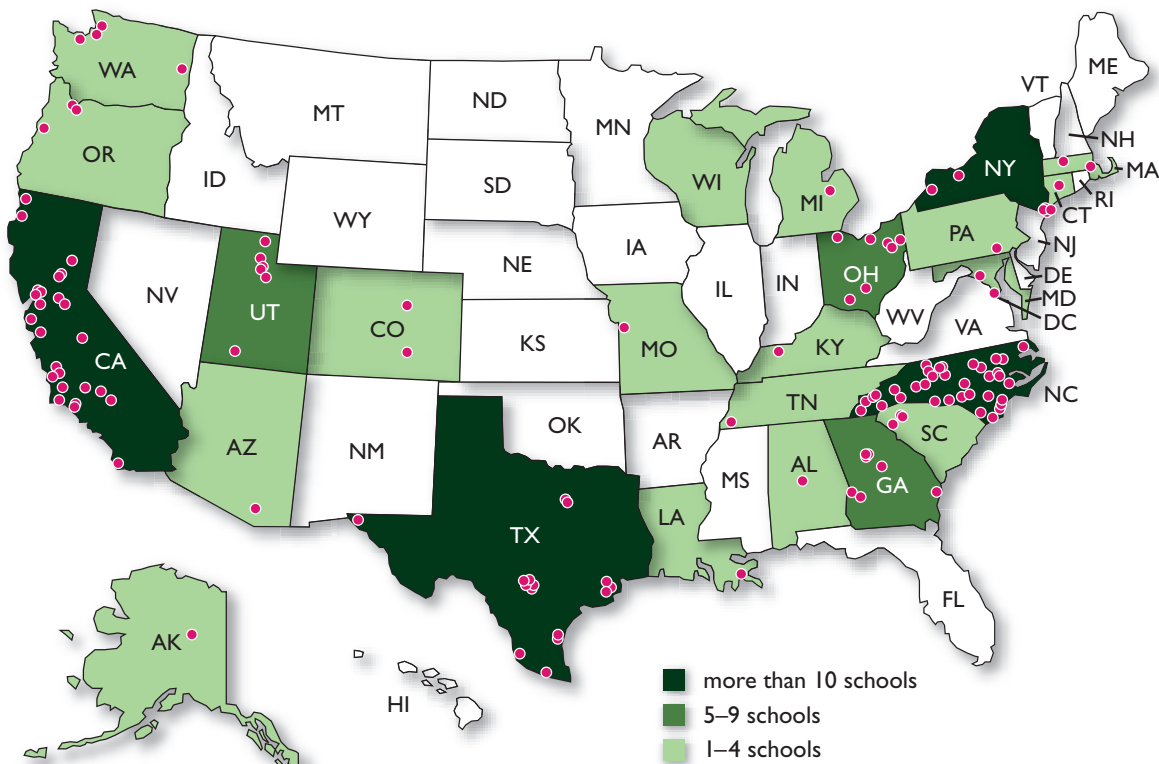 WA
MT
ND
MN
VT
ME
NH
OR
ID
SD
WI
MI
NY
MA
RI
CT
WY
IA
PA
NJ
NE
IL
IN
OH
DE
MD
DC
NV
UT
CO
KS
MO
WV
VA
KY
CA
NC
TN
AZ
NM
OK
AR
SC
MS
AL
GA
TX
LA
FL
AK
HI
more than 10 schools
5–9 schools
1–4 schools